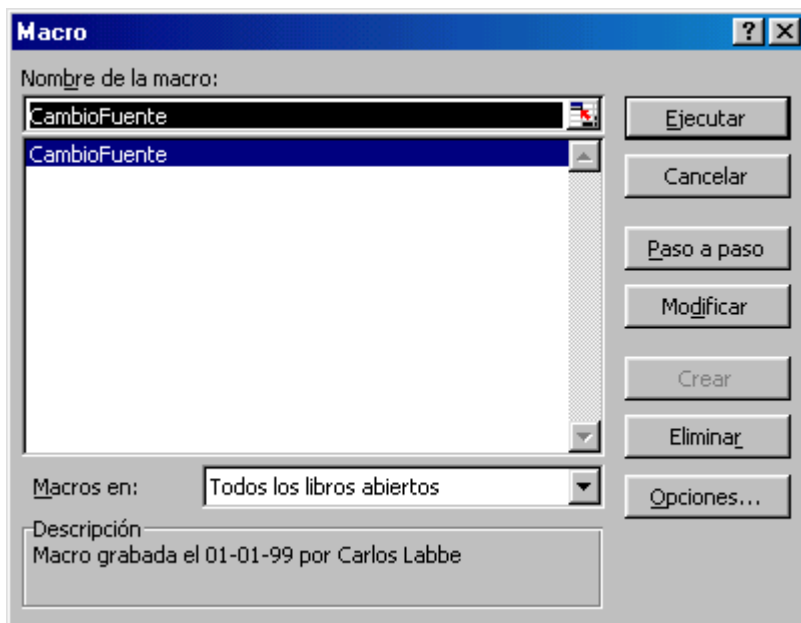 Macro
Nombre de la macro:
CambioFuente
CambioFuente
Ejecutar
Cancelar
Paso a paso
Modificar
Crear
Eliminar
Opciones...
Macros en:
Todos los libros abiertos
Descripción
Macro grabada el 01-01-99 por Carlos Labbe